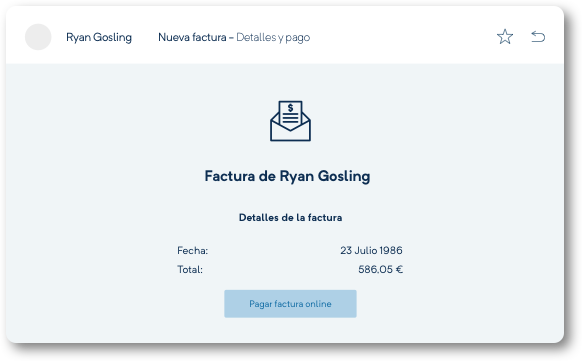 Ryan Gosling Nueva factura – Detalles y pago
$
Factura de Ryan Gosling
Detalles de la factura
Fecha: 23 Julio 1986
Total: 586,05 €
Pagar factura online